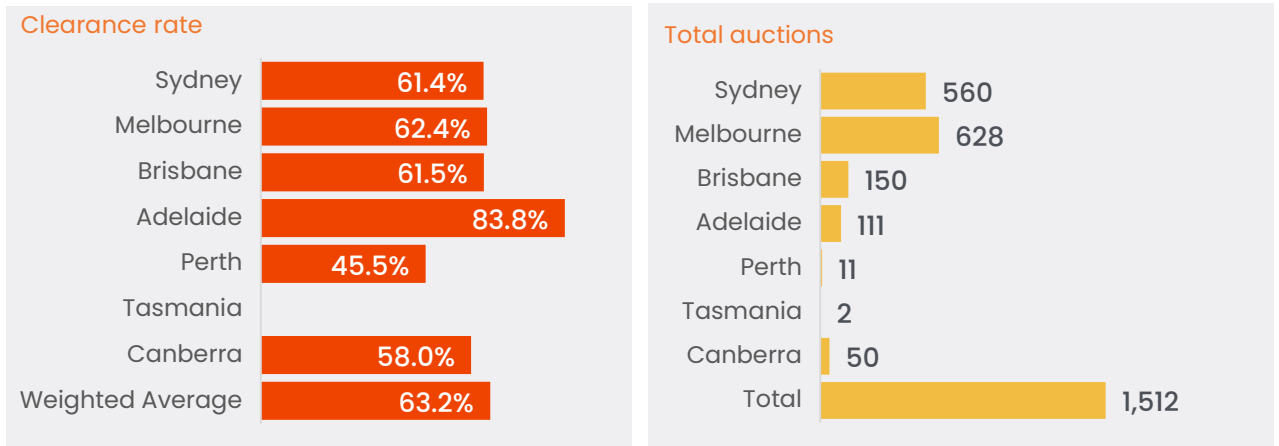 Clearance rate
Sydney 61.4%
Melbourne 62.4%
Brisbane 61.5%
Adelaide 83.8%
Perth 45.5%
Tasmania
Canberra 58.0%
Weighted Average 63.2%
Total auctions
Sydney 560
Melbourne 628
Brisbane 150
Adelaide 111
Perth 11
Tasmania 2
Canberra 50
Total 1,512